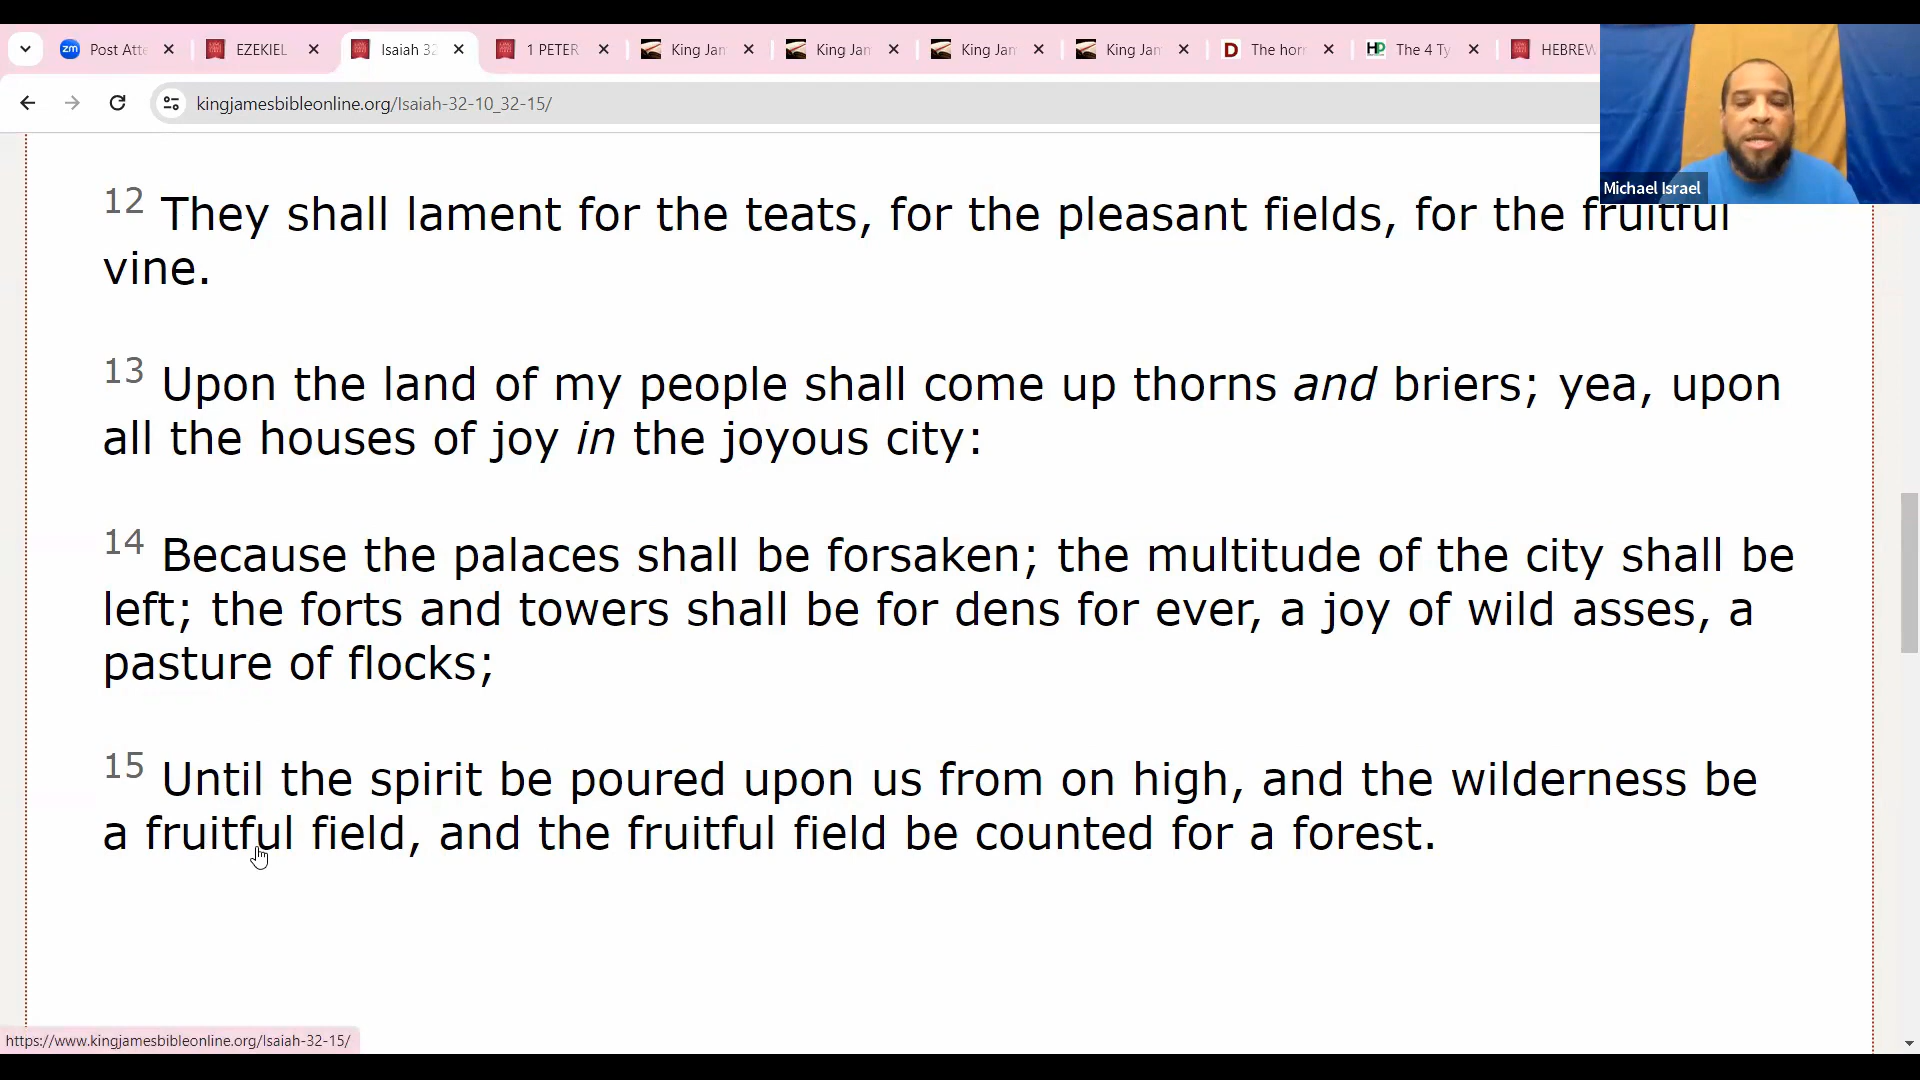 zm Post Atte EZEKIEL Isaiah 32 1 PETER King Jan King Jan King Jan King Jan D The horr HP The 4 Ty HEBREW
kingjamesbibleonline.org/Isaiah-32-10_32-15/
Michael Israel
12 They shall lament for the teats, for the pleasant fields, for the fruitful
vine.
13 Upon the land of my people shall come up thorns and briers; yea, upon
all the houses of joy in the joyous city:
14 Because the palaces shall be forsaken; the multitude of the city shall be
left; the forts and towers shall be for dens for ever, a joy of wild asses, a
pasture of flocks;
15 Until the spirit be poured upon us from on high, and the wilderness be
a fruitful field, and the fruitful field be counted for a forest.
https://www.kingjamesbibleonline.org/Isaiah-32-15/